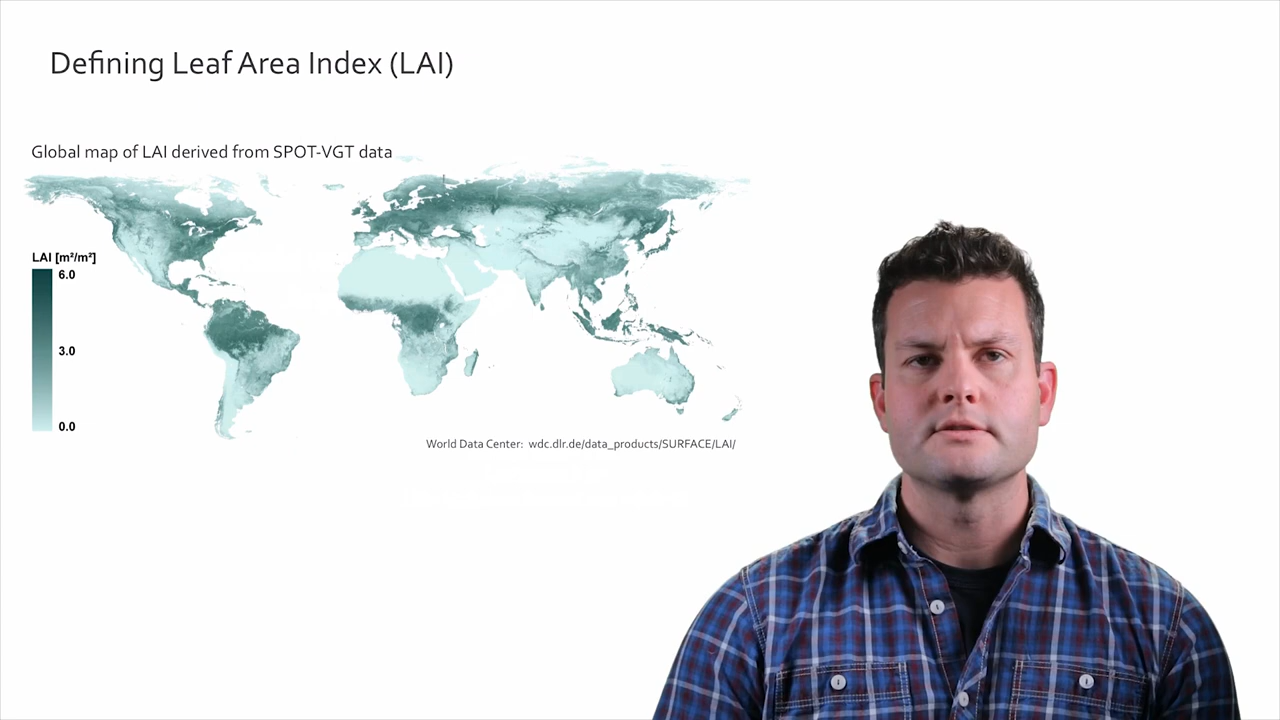 Defining Leaf Area Index (LAI)
Global map of LAI derived from SPOT-VGT data
LAI [m²/m²]
6.0
3.0
0.0
World Data Center: wdc.dlr.de/data_products/SURFACE/LAI/